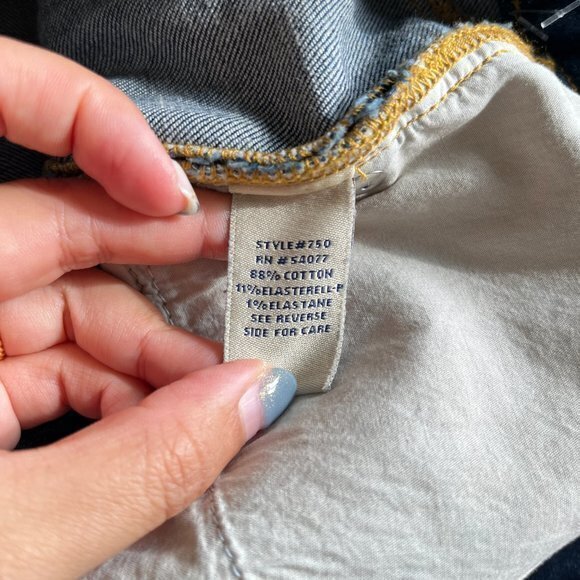 STYLE#750
RN #54077
88% COTTON
11%ELASTERELL-P
1%ELASTANE
SEE REVERSE
SIDE FOR CARE